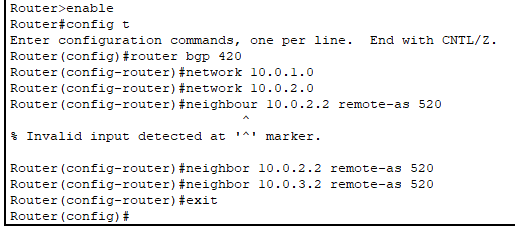 Router>enable
Router#config t
Enter configuration commands, one per line.  End with CNTL/Z.
Router(config)#router bgp 420
Router(config-router)#network 10.0.1.0
Router(config-router)#network 10.0.2.0
Router(config-router)#neighbour 10.0.2.2 remote-as 520
^
% Invalid input detected at '^' marker.
Router(config-router)#neighbor 10.0.2.2 remote-as 520
Router(config-router)#neighbor 10.0.3.2 remote-as 520
Router(config-router)#exit
Router(config)#